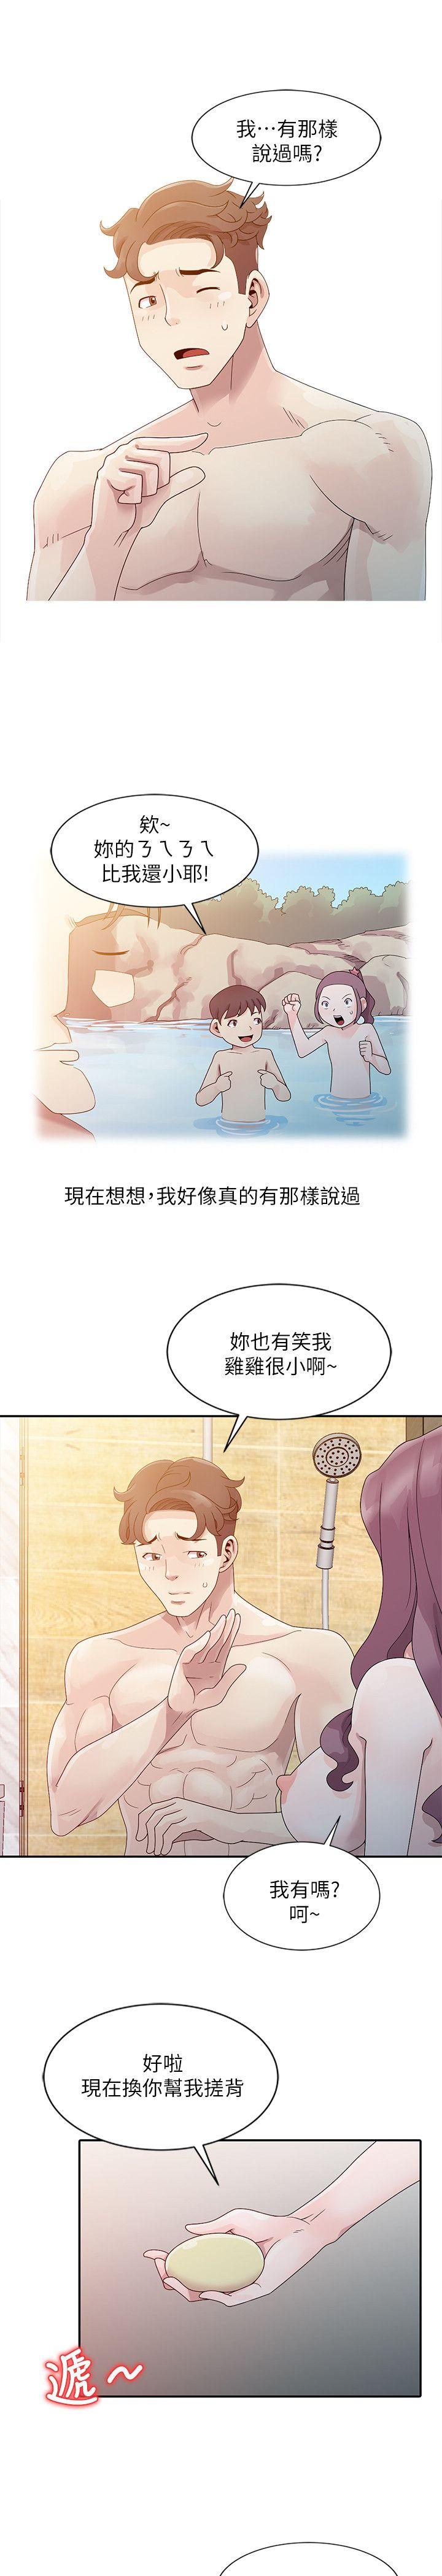 我…有那樣
說過嗎?
欸~
妳的ㄋㄟㄋㄟ
比我還小耶!
現在想想，我好像真的有那樣說過
妳也有笑我
雞雞很小啊~
我有嗎?
呵~
好啦
現在換你幫我搓背
遞~